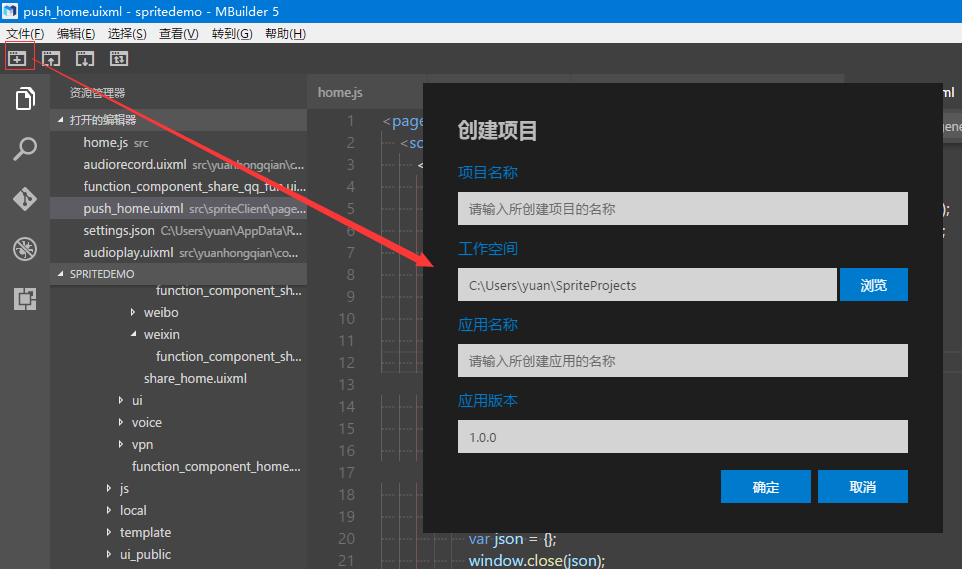 push_home.uixml - spritedemo - MBuilder 5
文件(F) 编辑(E) 选择(S) 查看(V) 转到(G) 帮助(H)
资源管理器
打开的编辑器
home.js src
audiorecord.uixml src\yuanhongqian\c...
function_component_share_qq_fun.ui...
push_home.uixml src\spriteClient\page...
settings.json C:\Users\yuan\AppData\R...
audioplay.uixml src\yuanhongqian\co...
SPRITEDEMO
function_component_sh...
weibo
weixin
function_component_sh...
share_home.uixml
ui
voice
vpn
function_component_home....
js
local
template
ui_public
home.js
ml
1 <page
2 <sc
3 <
4
5 );
6 ;
7
8
9
10
11
12
13
14
15
16
17
18
19
20 var json = {};
21 window.close(json);
创建项目
项目名称
请输入所创建项目的名称
工作空间
C:\Users\yuan\SpriteProjects 浏览
应用名称
请输入所创建应用的名称
应用版本
1.0.0
确定 取消